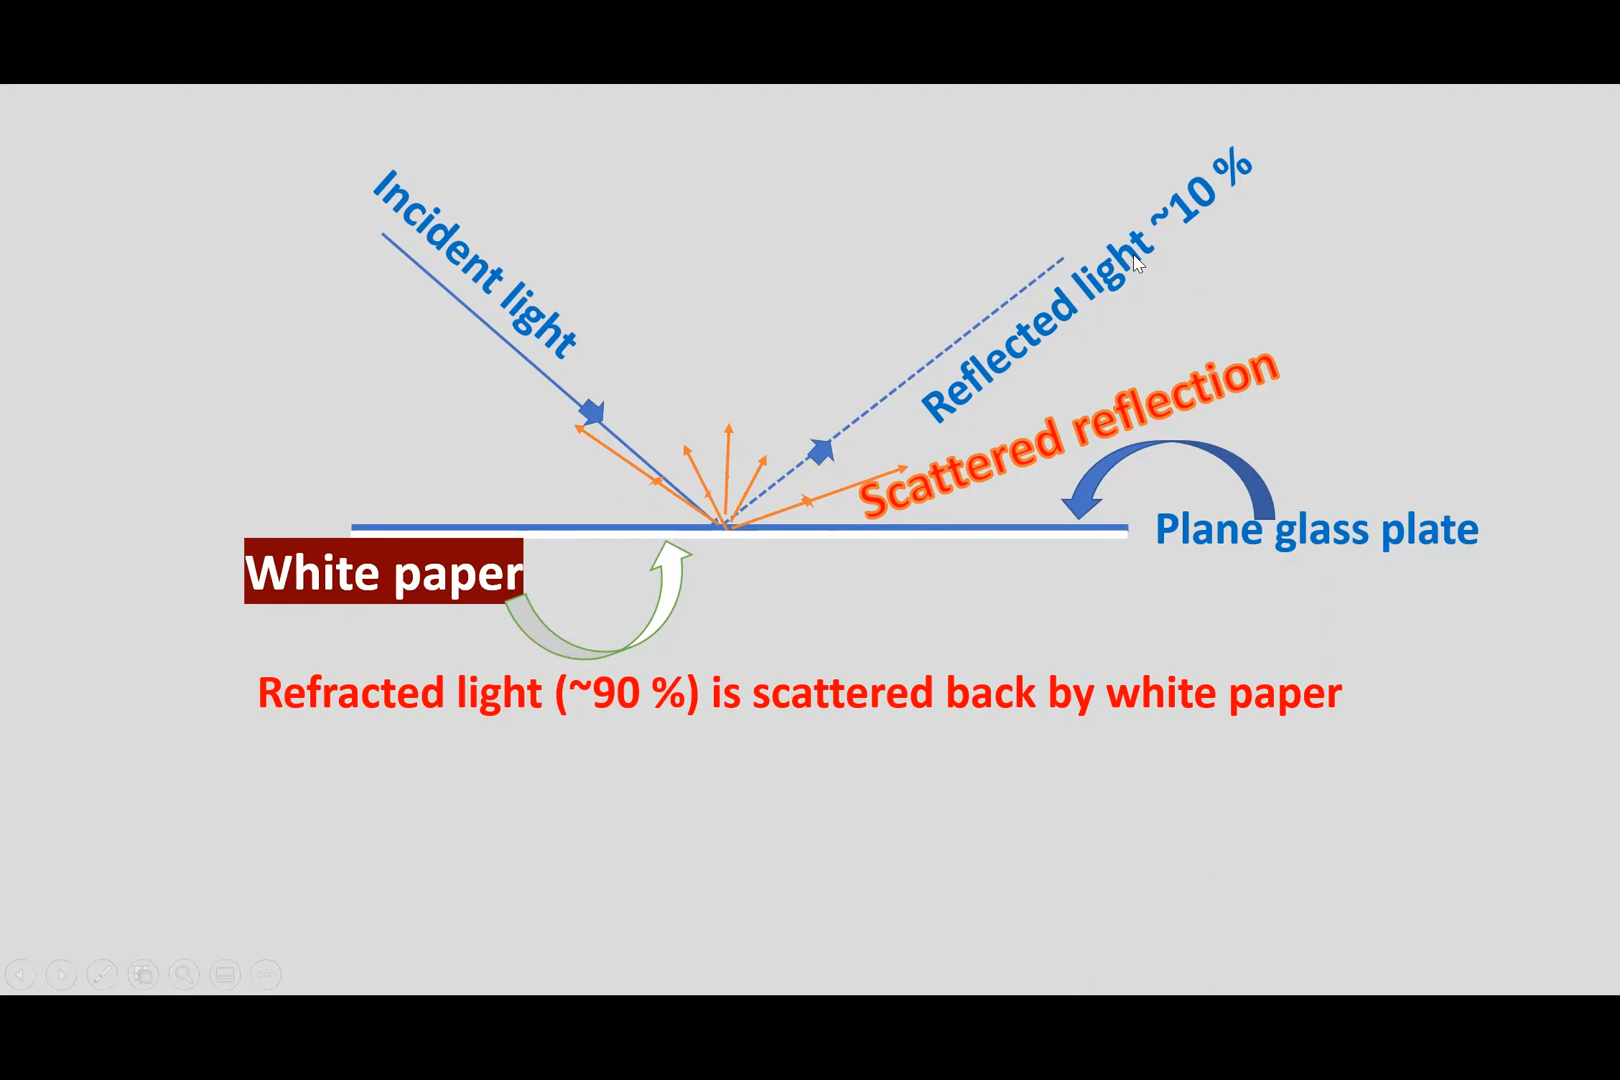 Incident light
Reflected light ~10 %
Scattered reflection
Plane glass plate
White paper
Refracted light (~90 %) is scattered back by white paper